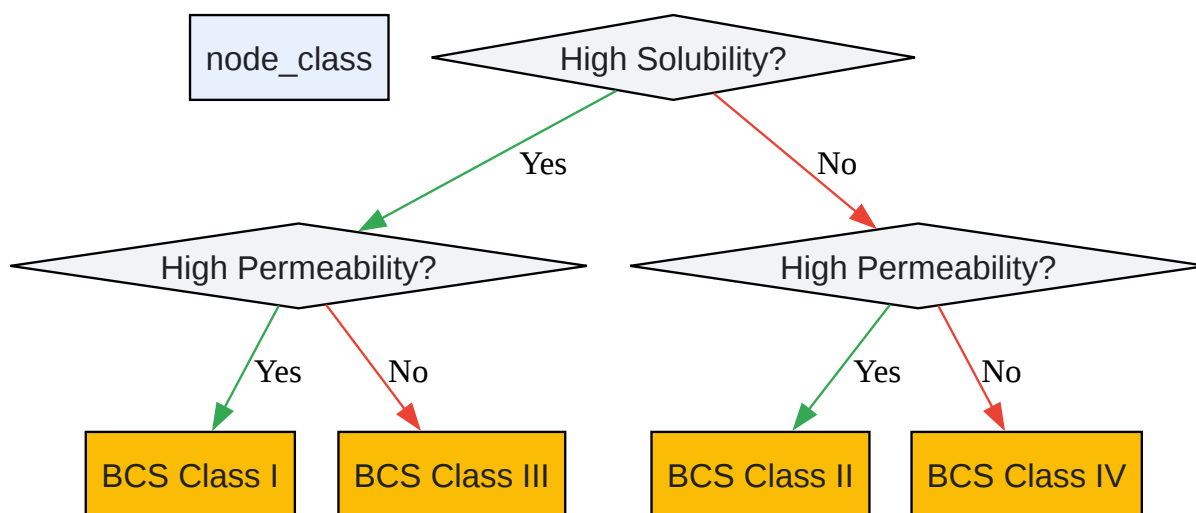 node_class
High Solubility?
Yes
No
High Permeability?
High Permeability?
Yes
No
Yes
No
BCS Class I
BCS Class III
BCS Class II
BCS Class IV